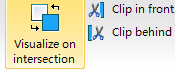 Visualize on
intersection
Clip in front
Clip behind